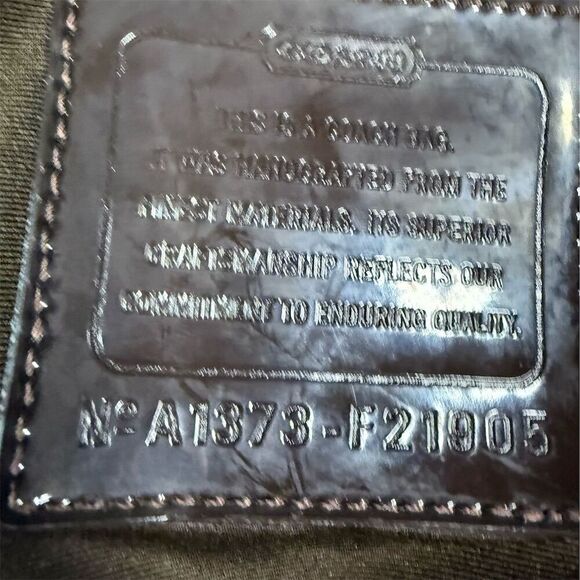 COACH
THIS IS A COACH BAG.
IT WAS HANDCRAFTED FROM THE
FINEST MATERIALS. ITS SUPERIOR
CRAFTSMANSHIP REFLECTS OUR
COMMITMENT TO ENDURING QUALITY.
Nº A1373-F21905